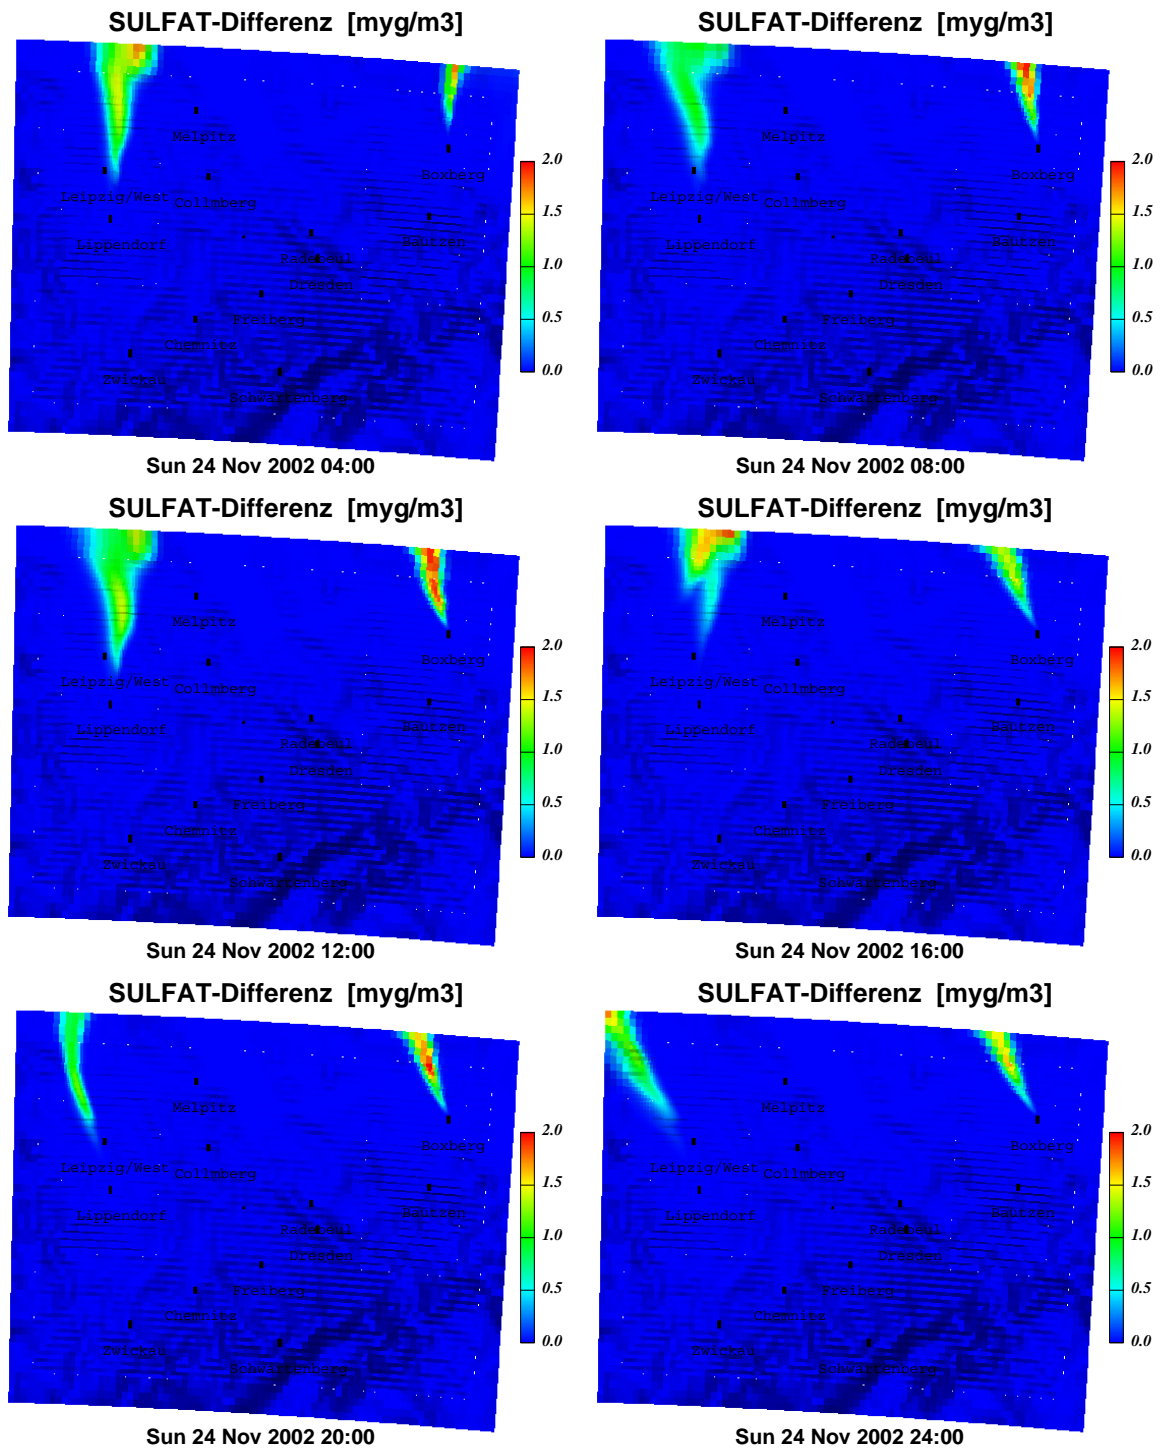 SULFAT-Differenz [myg/m3]
Melpitz
Boxberg
Leipzig/West
Collmberg
Lippendorf
Bautzen
Radebeul
Dresden
Freiberg
Chemnitz
Zwickau
Schwartenberg
2.0
1.5
1.0
0.5
0.0
Sun 24 Nov 2002 04:00
SULFAT-Differenz [myg/m3]
Melpitz
Boxberg
Leipzig/West
Collmberg
Lippendorf
Bautzen
Radebeul
Dresden
Freiberg
Chemnitz
Zwickau
Schwartenberg
2.0
1.5
1.0
0.5
0.0
Sun 24 Nov 2002 08:00
SULFAT-Differenz [myg/m3]
Melpitz
Boxberg
Leipzig/West
Collmberg
Lippendorf
Bautzen
Radebeul
Dresden
Freiberg
Chemnitz
Zwickau
Schwartenberg
2.0
1.5
1.0
0.5
0.0
Sun 24 Nov 2002 12:00
SULFAT-Differenz [myg/m3]
Melpitz
Boxberg
Leipzig/West
Collmberg
Lippendorf
Bautzen
Radebeul
Dresden
Freiberg
Chemnitz
Zwickau
Schwartenberg
2.0
1.5
1.0
0.5
0.0
Sun 24 Nov 2002 16:00
SULFAT-Differenz [myg/m3]
Melpitz
Boxberg
Leipzig/West
Collmberg
Lippendorf
Bautzen
Radebeul
Dresden
Freiberg
Chemnitz
Zwickau
Schwartenberg
2.0
1.5
1.0
0.5
0.0
Sun 24 Nov 2002 20:00
SULFAT-Differenz [myg/m3]
Melpitz
Boxberg
Leipzig/West
Collmberg
Lippendorf
Bautzen
Radebeul
Dresden
Freiberg
Chemnitz
Zwickau
Schwartenberg
2.0
1.5
1.0
0.5
0.0
Sun 24 Nov 2002 24:00